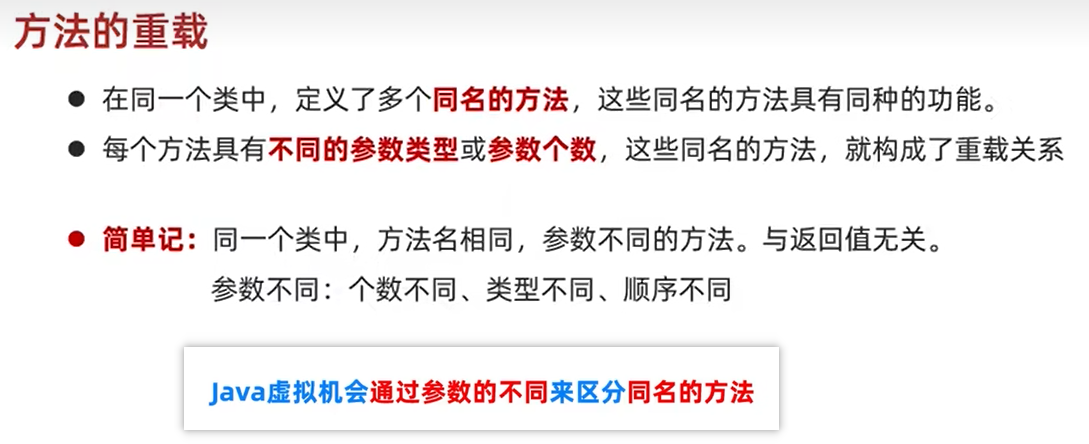 方法的重载
● 在同一个类中，定义了多个同名的方法，这些同名的方法具有同种的功能。
● 每个方法具有不同的参数类型或参数个数，这些同名的方法，就构成了重载关系
● 简单记：同一个类中，方法名相同，参数不同的方法。与返回值无关。
参数不同：个数不同、类型不同、顺序不同
Java虚拟机会通过参数的不同来区分同名的方法